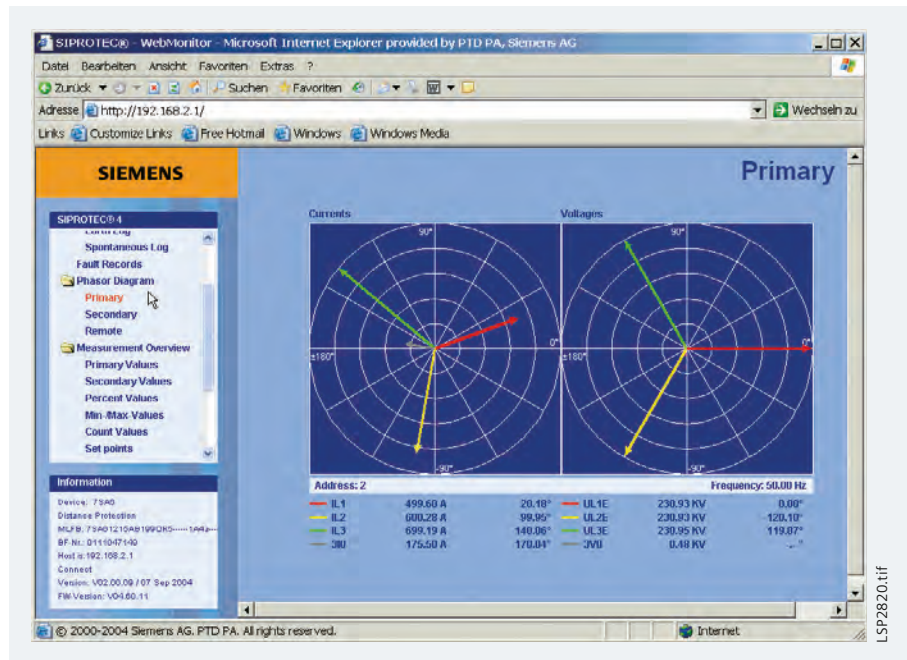 SIPROTEC® - WebMonitor - Microsoft Internet Explorer provided by PTD PA, Siemens AG
Datei Bearbeiten Ansicht Favoriten Extras ?
Zurück Suchen Favoriten
Adresse http://192.168.2.1/ Wechseln zu
Links Customize Links Free Hotmail Windows Windows Media
SIEMENS
Primary
SIPROTEC® 4
Spontaneous Log
Fault Records
Phasor Diagram
Primary
Secondary
Remote
Measurement Overview
Primary Values
Secondary Values
Percent Values
Min-/Max-Values
Count Values
Set points
Information
Distance Protection
Host is:192.168.2.1
Connect
Version: V02.00.09 / 07 Sep 2004
FW-Version: V04.60.11
Currents
90°
0°
±180°
-90°
Voltages
90°
0°
±180°
-90°
Address: 2 Frequency: 50.00 Hz
IL1 499.60 A 20.18° UL1E 230.93 KV 0.00°
IL2 600.28 A 99.95° UL2E 230.93 KV -120.10°
IL3 699.19 A 140.06° UL3E 230.95 KV 119.07°
3I0 175.50 A 170.04° 3V0 0.48 KV
© 2000-2004 Siemens AG. PTD PA. All rights reserved. Internet
LSP2820.tif